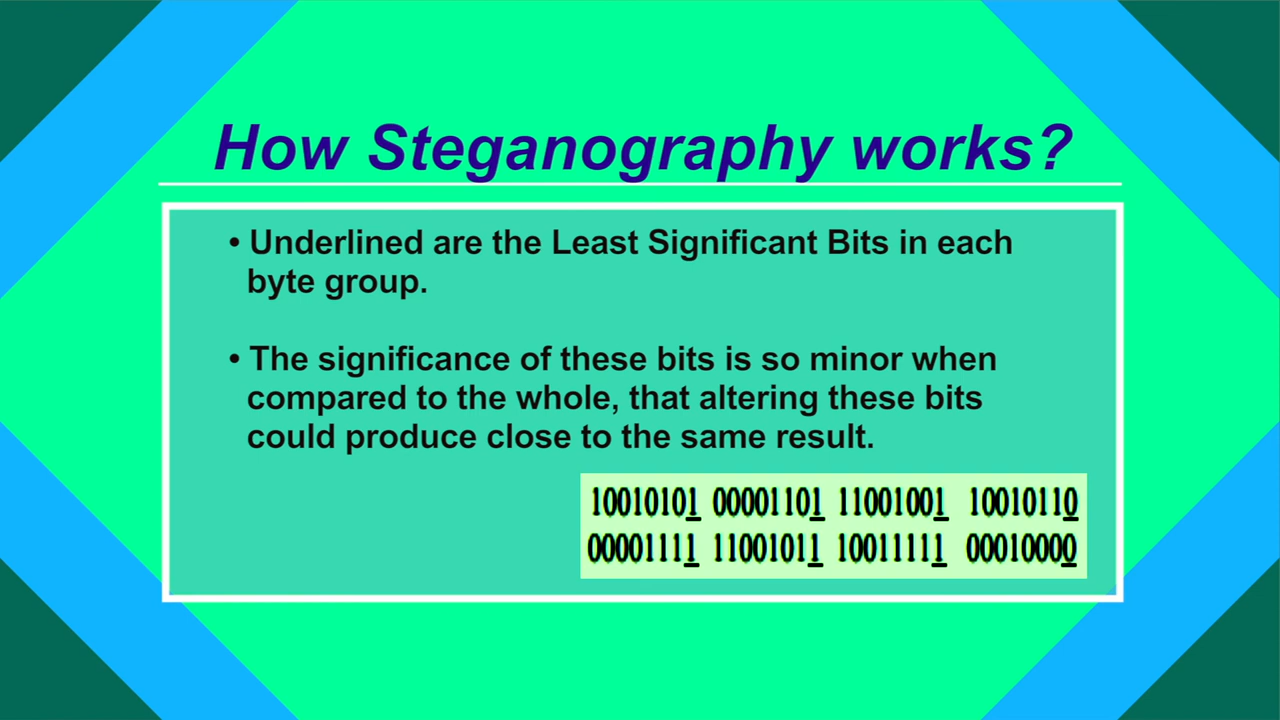 How Steganography works?
• Underlined are the Least Significant Bits in each
byte group.
• The significance of these bits is so minor when
compared to the whole, that altering these bits
could produce close to the same result.
10010101 00001101 11001001 10010110
00001111 11001011 10011111 00010000